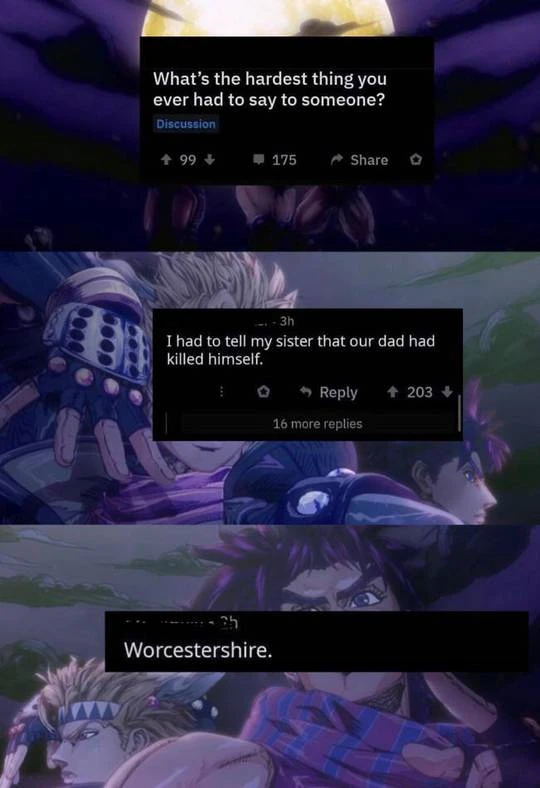 What's the hardest thing you
ever had to say to someone?
Discussion
99 175 Share
3h
I had to tell my sister that our dad had
killed himself.
Reply 203
16 more replies
Worcestershire.